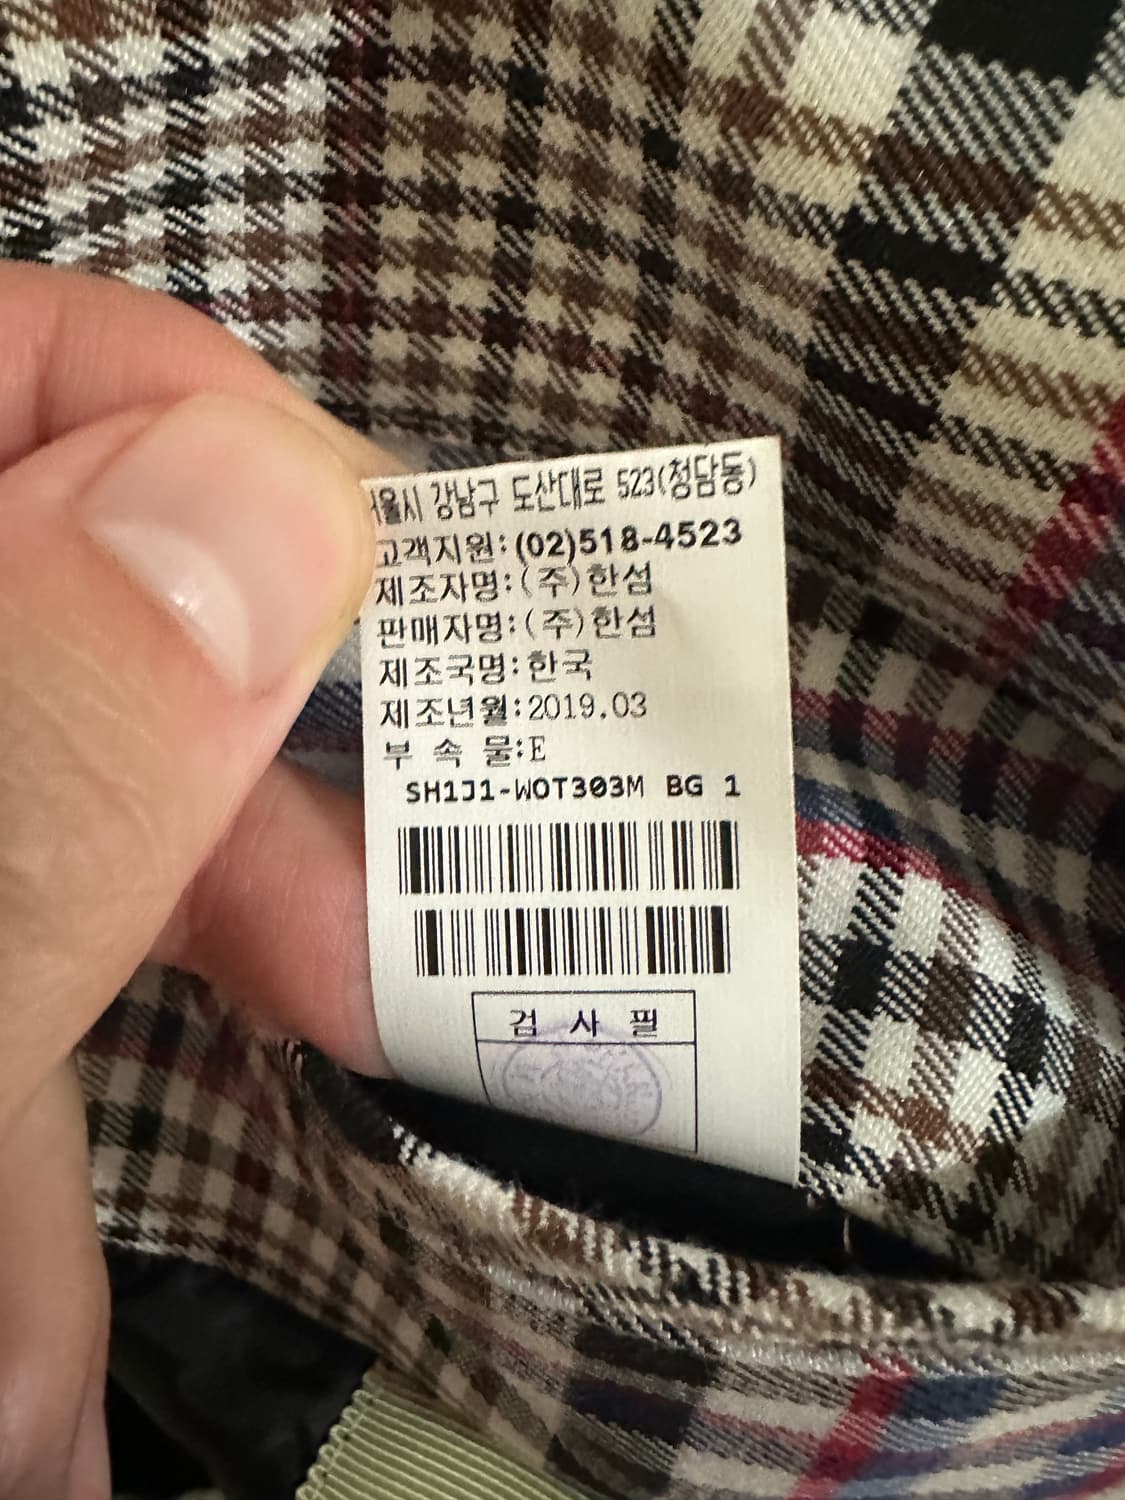 울시 강남구 도산대로 523(청담동)
고객지원:(02)518-4523
제조자명:(주)한섬
판매자명:(주)한섬
제조국명:한국
제조년월:2019.03
부 속 물:E
SH1J1-WOT303M BG 1
검 사 필